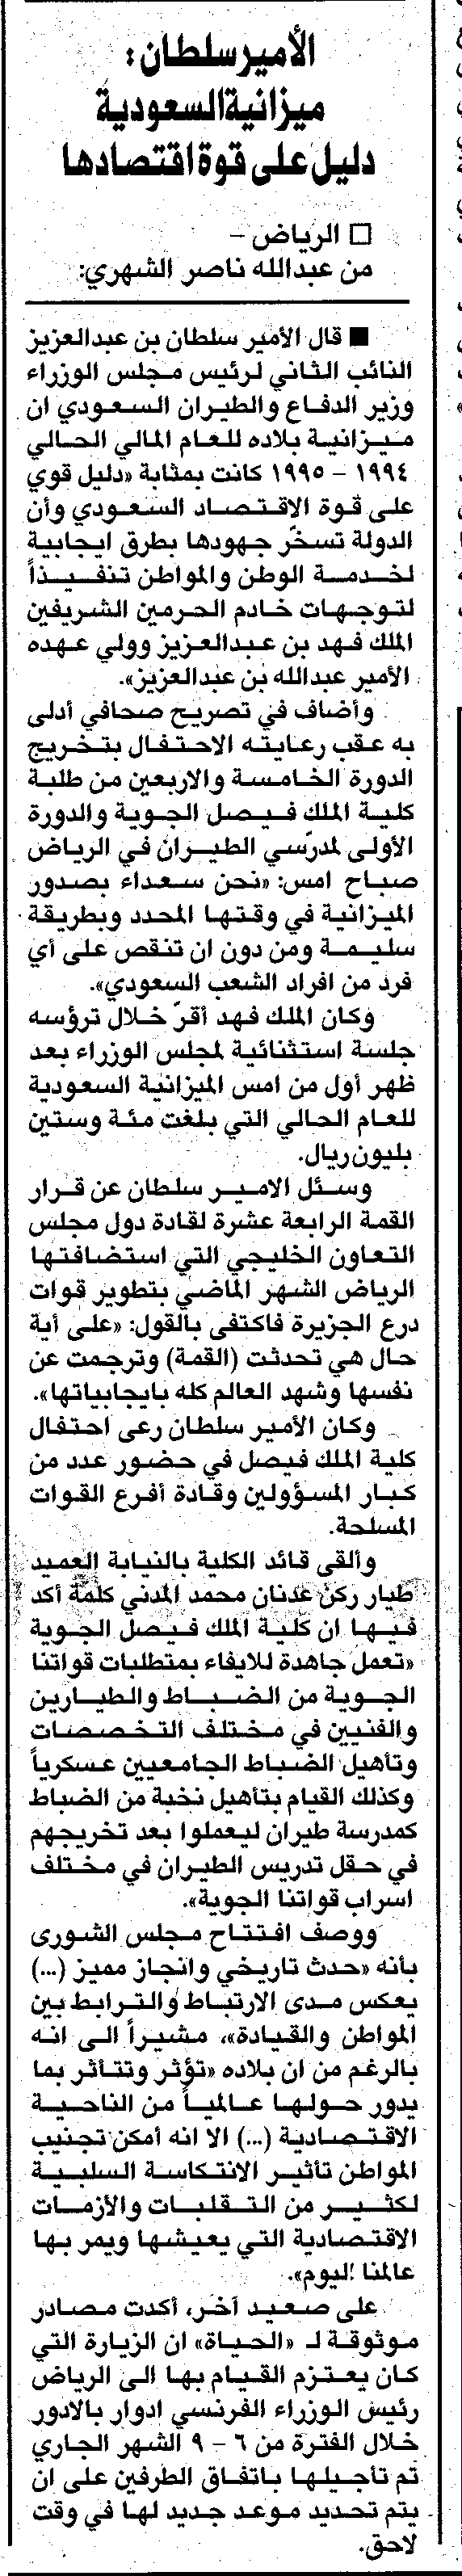 الأمير سلطان:
ميزانية السعودية
دليل على قوة اقتصادها
□ الرياض –
من عبدالله ناصر الشهري:
■ قال الأمير سلطان بن عبدالعزيز
النائب الثاني لرئيس مجلس الوزراء
وزير الدفاع والطيران السعودي ان
ميزانية بلاده للعام المالي الحالي
١٩٩٤ – ١٩٩٥ كانت بمثابة «دليل قوي
على قوة الاقتصاد السعودي وأن
الدولة تسخّر جهودها بطرق ايجابية
لخدمة الوطن والمواطن تنفيذاً
لتوجهات خادم الحرمين الشريفين
الملك فهد بن عبدالعزيز وولي عهده
الأمير عبدالله بن عبدالعزيز».
وأضاف في تصريح صحافي أدلى
به عقب رعايته الاحتفال بتخريج
الدورة الخامسة والاربعين من طلبة
كلية الملك فيصل الجوية والدورة
الأولى لمدرّسي الطيران في الرياض
صباح امس: «نحن سعداء بصدور
الميزانية في وقتها المحدد وبطريقة
سليمة ومن دون ان تنقص على أي
فرد من افراد الشعب السعودي».
وكان الملك فهد أقرّ خلال ترؤسه
جلسة استثنائية لمجلس الوزراء بعد
ظهر أول من امس الميزانية السعودية
للعام الحالي التي بلغت مئة وستين
بليون ريال.
وسئل الامير سلطان عن قرار
القمة الرابعة عشرة لقادة دول مجلس
التعاون الخليجي التي استضافتها
الرياض الشهر الماضي بتطوير قوات
درع الجزيرة فاكتفى بالقول: «على أية
حال هي تحدثت (القمة) وترجمت عن
نفسها وشهد العالم كله بايجابياتها».
وكان الأمير سلطان رعى احتفال
كلية الملك فيصل في حضور عدد من
كبار المسؤولين وقادة أفرع القوات
المسلحة.
وألقى قائد الكلية بالنيابة العميد
طيار ركن عدنان محمد المدني كلمة أكد
فيها ان كلية الملك فيصل الجوية
«تعمل جاهدة للايفاء بمتطلبات قواتنا
الجوية من الضباط والطيارين
والفنيين في مختلف التخصصات
وتأهيل الضباط الجامعيين عسكرياً
وكذلك القيام بتأهيل نخبة من الضباط
كمدرسة طيران ليعملوا بعد تخريجهم
في حقل تدريس الطيران في مختلف
اسراب قواتنا الجوية».
ووصف افتتاح مجلس الشورى
بأنه «حدث تاريخي وانجاز مميز (...)
يعكس مدى الارتباط والترابط بين
المواطن والقيادة»، مشيراً الى انه
بالرغم من ان بلاده «تؤثر وتتأثر بما
يدور حولها عالمياً من الناحية
الاقتصادية (...) الا انه أمكن تجنيب
المواطن تأثير الانتكاسة السلبية
لكثير من التقلبات والأزمات
الاقتصادية التي يعيشها ويمر بها
عالمنا اليوم».
على صعيد آخر، أكدت مصادر
موثوقة لـ «الحياة» ان الزيارة التي
كان يعتزم القيام بها الى الرياض
رئيس الوزراء الفرنسي ادوار بالادور
خلال الفترة من ٦ – ٩ الشهر الجاري
تم تأجيلها باتفاق الطرفين على ان
يتم تحديد موعد جديد لها في وقت
لاحق.